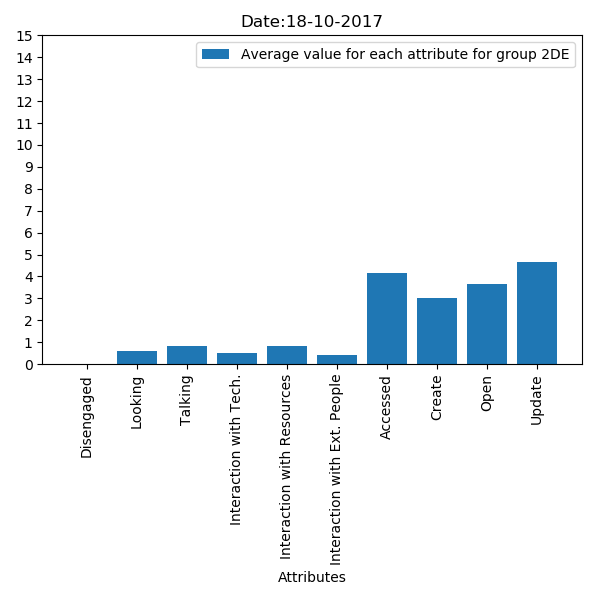 Date:18-10-2017
Average value for each attribute for group 2DE
15
14
13
12
11
10
9
8
7
6
5
4
3
2
1
0
Disengaged
Looking
Talking
Interaction with Tech.
Interaction with Resources
Interaction with Ext. People
Accessed
Create
Open
Update
Attributes